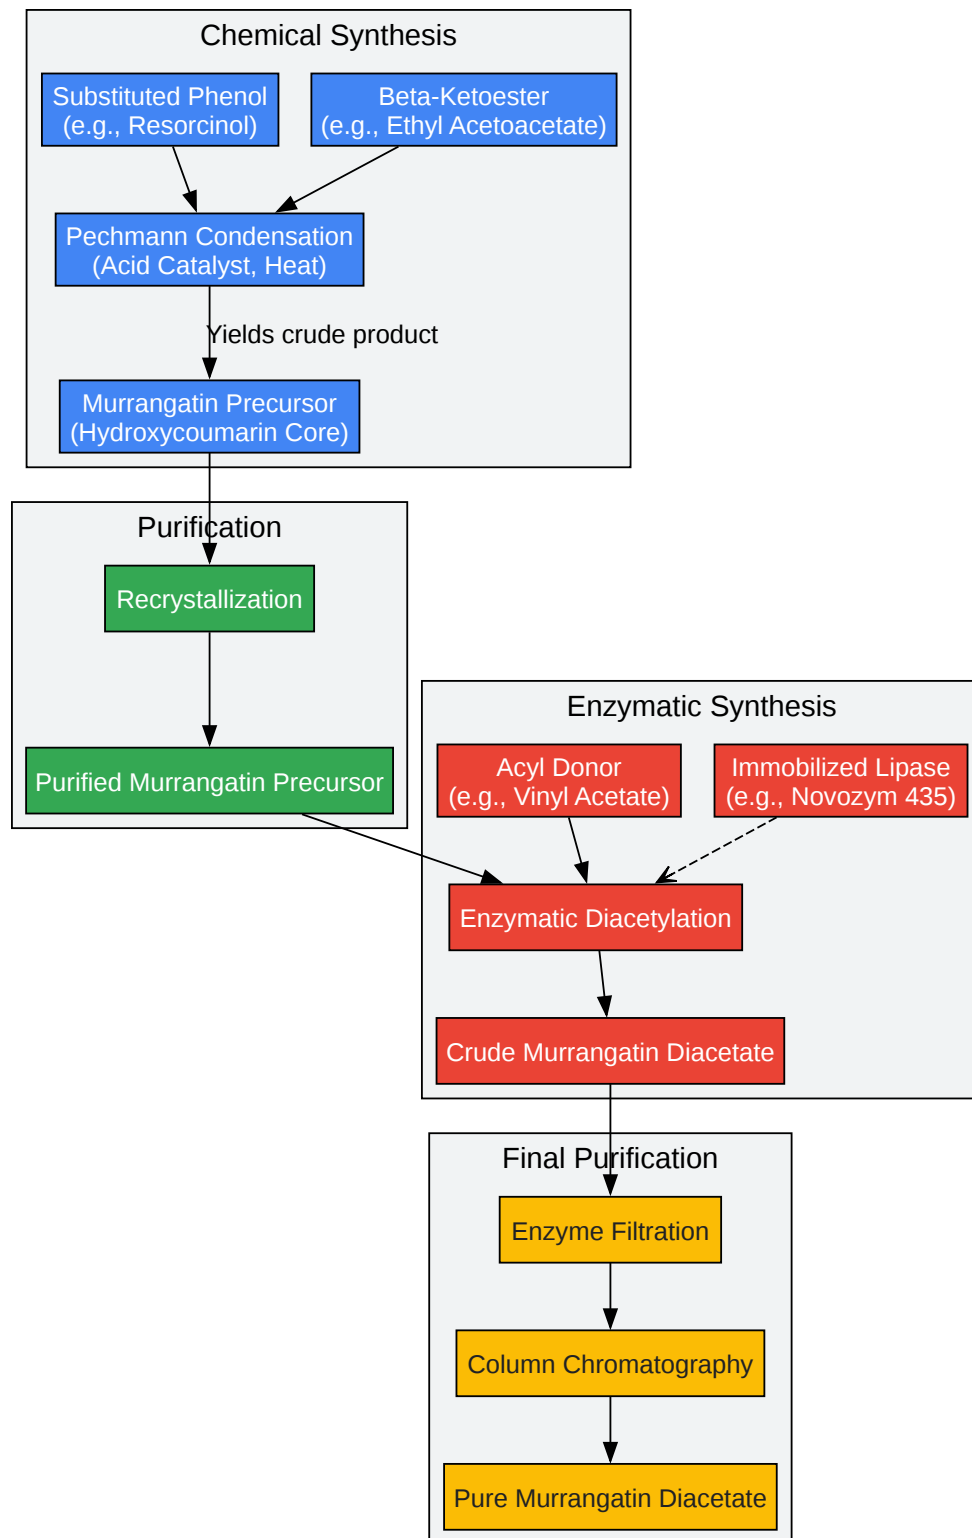 Chemical Synthesis
Substituted Phenol
(e.g., Resorcinol)
Beta-Ketoester
(e.g., Ethyl Acetoacetate)
Pechmann Condensation
(Acid Catalyst, Heat)
Yields crude product
Murrangatin Precursor
(Hydroxycoumarin Core)
Purification
Recrystallization
Purified Murrangatin Precursor
Enzymatic Synthesis
Acyl Donor
(e.g., Vinyl Acetate)
Immobilized Lipase
(e.g., Novozym 435)
Enzymatic Diacetylation
Crude Murrangatin Diacetate
Final Purification
Enzyme Filtration
Column Chromatography
Pure Murrangatin Diacetate